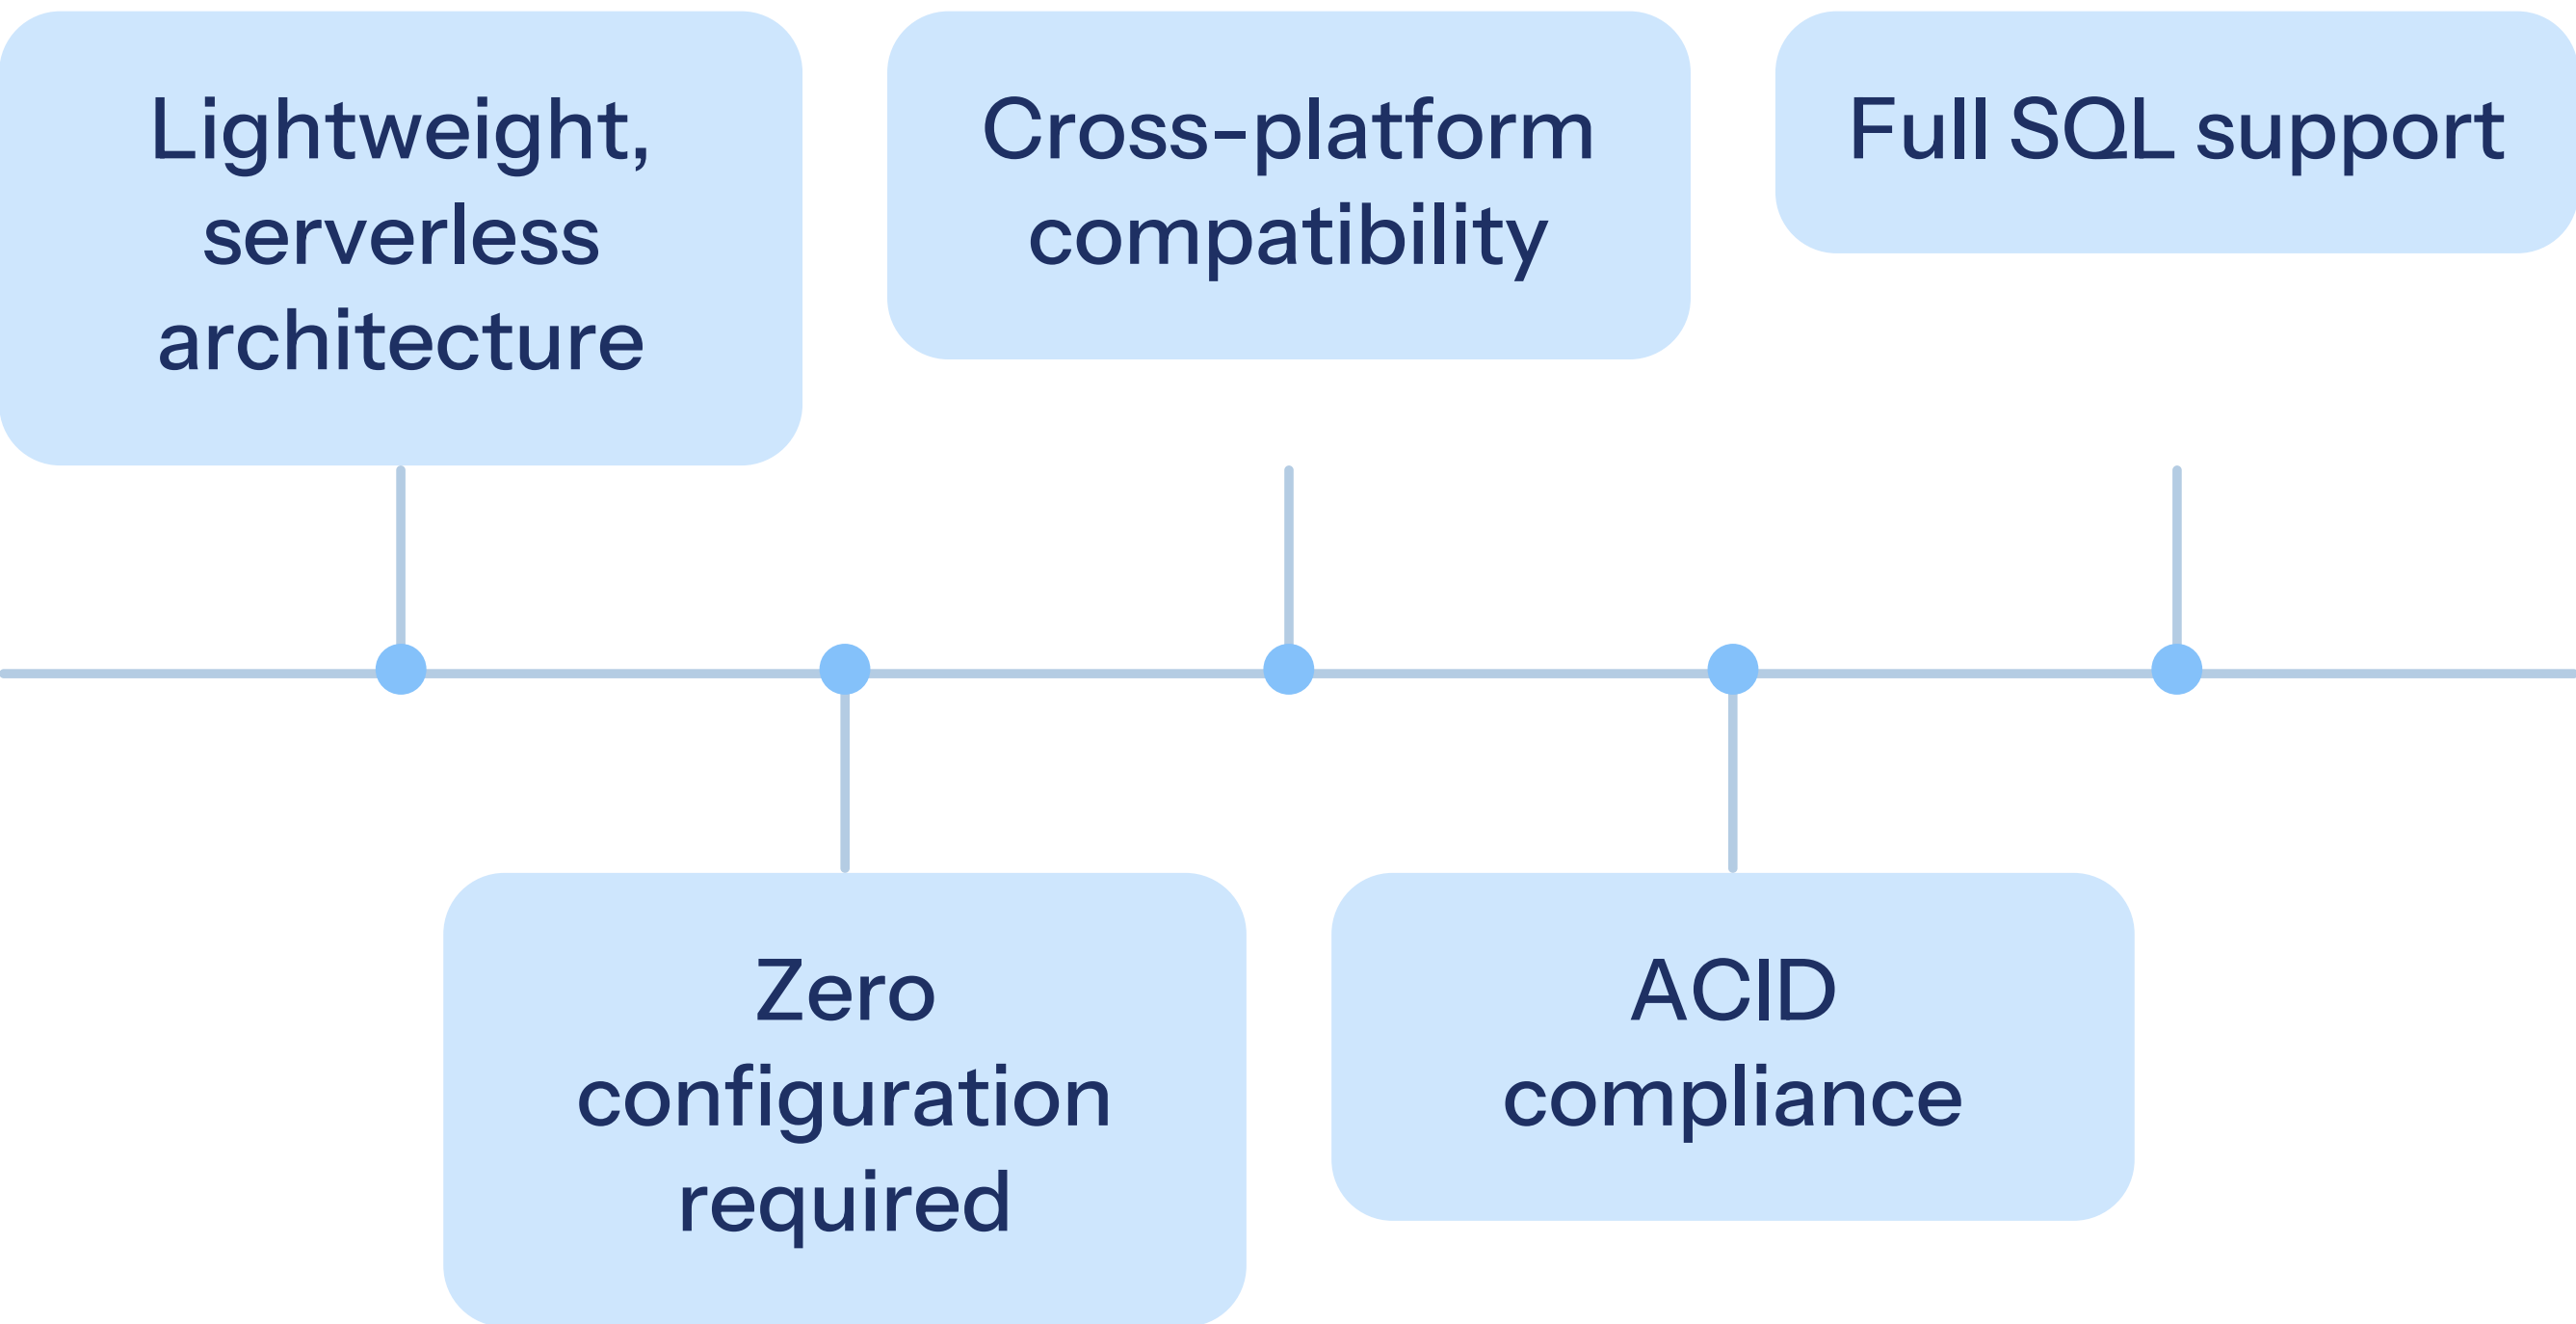 Lightweight,
serverless
architecture
Cross-platform
compatibility
Full SQL support
Zero
configuration
required
ACID
compliance